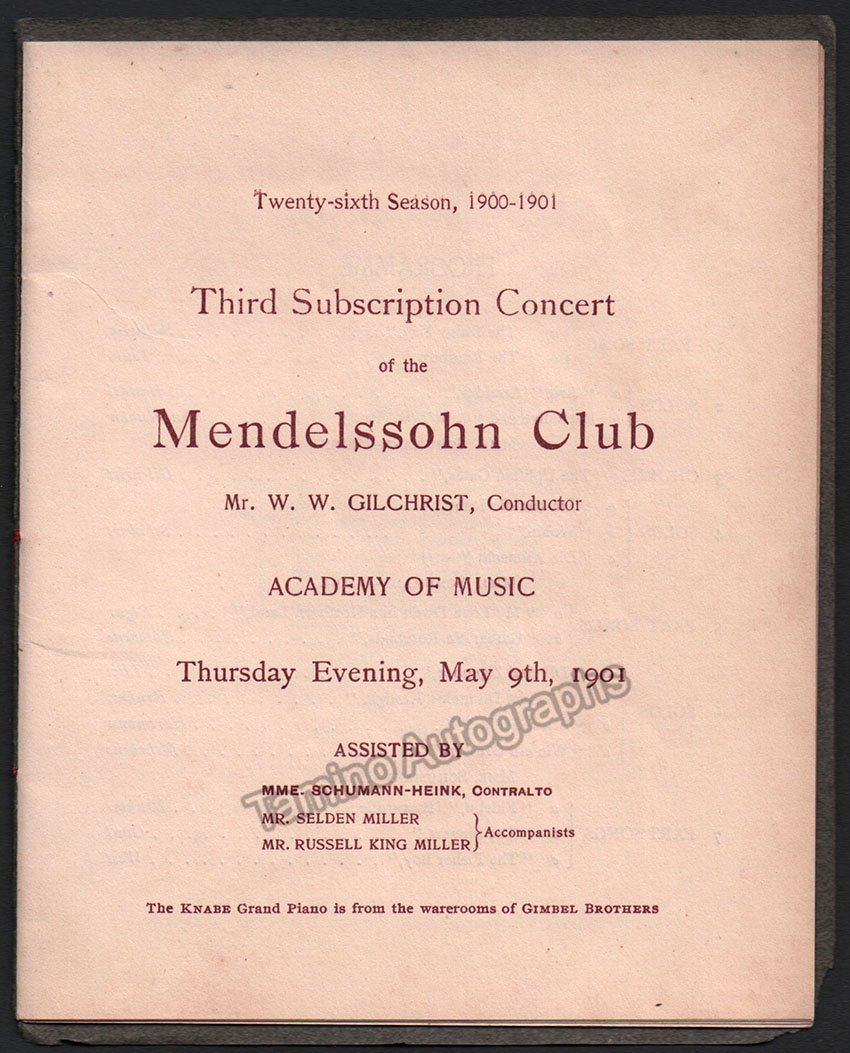 Twenty-sixth Season, 1900-1901
Third Subscription Concert
of the
Mendelssohn Club
Mr. W. W. GILCHRIST, Conductor
ACADEMY OF MUSIC
Thursday Evening, May 9th, 1901
Tamino Autographs
ASSISTED BY
MME. SCHUMANN-HEINK, CONTRALTO
MR. SELDEN MILLER
MR. RUSSELL KING MILLER
Accompanists
The KNABE Grand Piano is from the warerooms of GIMBEL BROTHERS